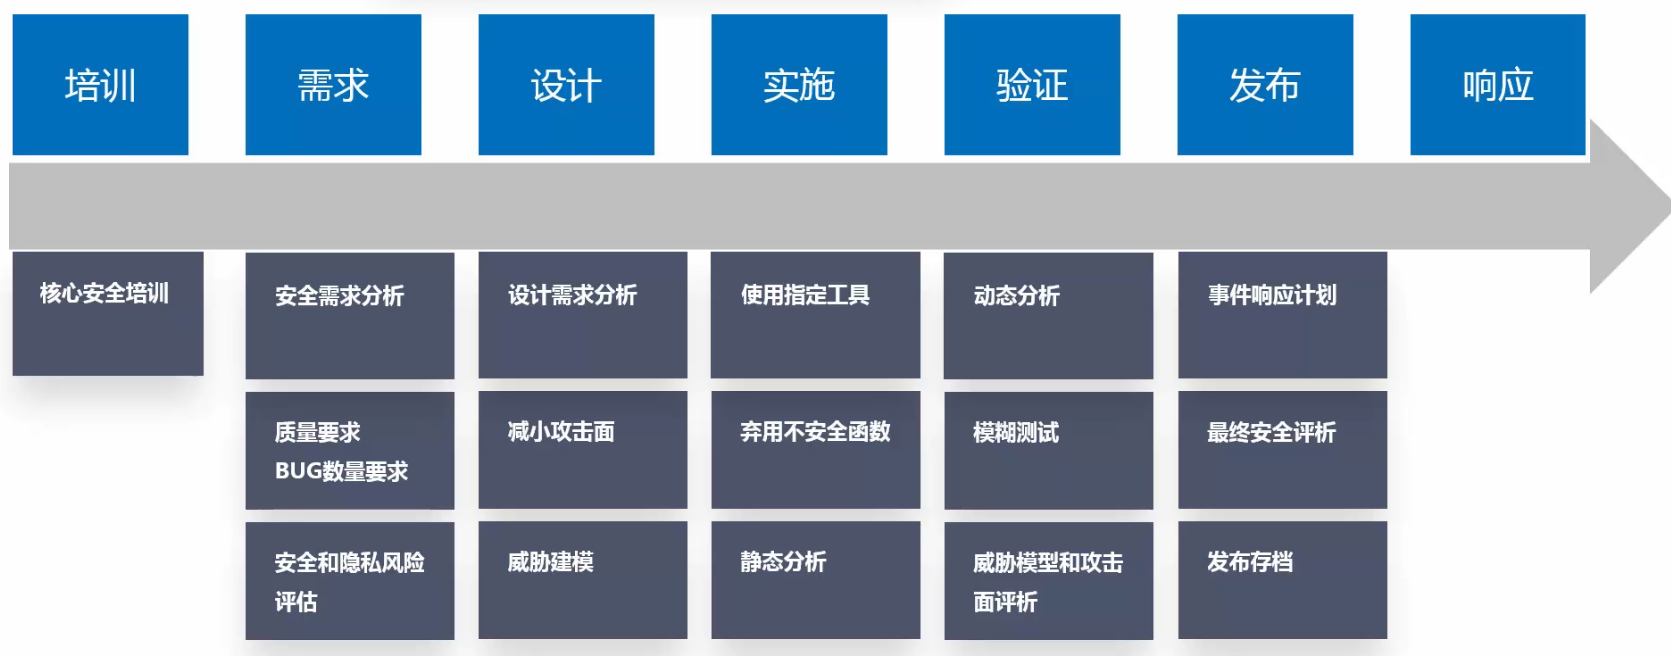 培训
需求
设计
实施
验证
发布
响应
核心安全培训
安全需求分析
设计需求分析
使用指定工具
动态分析
事件响应计划
质量要求
BUG数量要求
减小攻击面
弃用不安全函数
模糊测试
最终安全评析
安全和隐私风险
评估
威胁建模
静态分析
威胁模型和攻击
面评析
发布存档